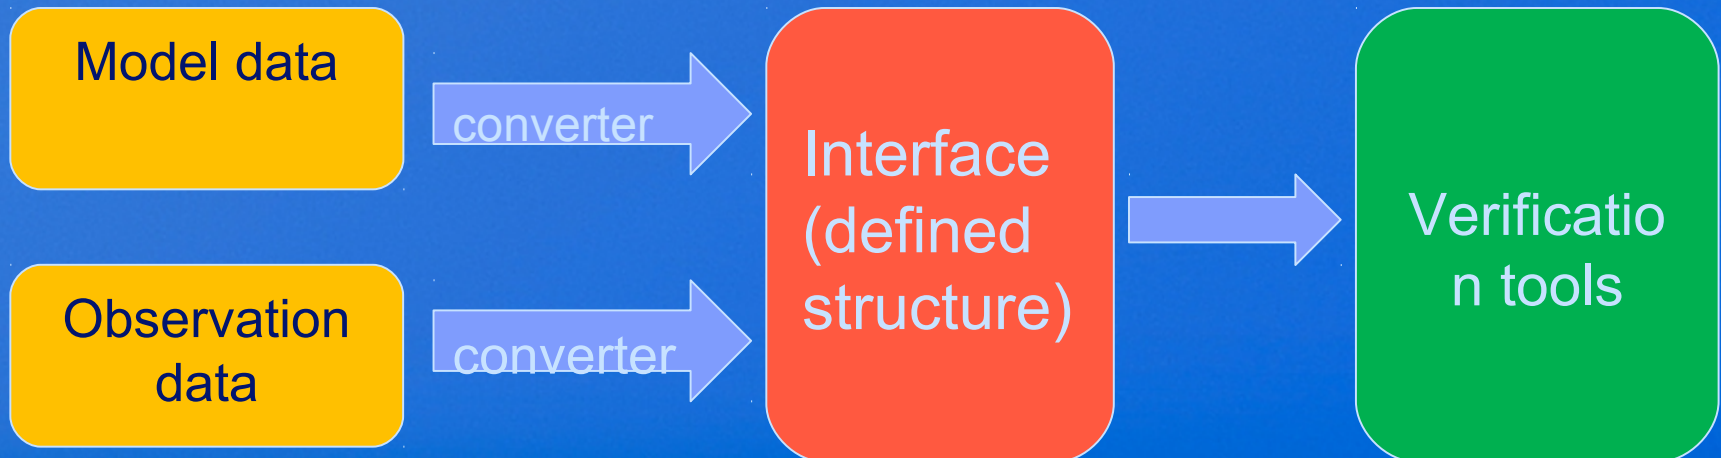 Model data
converter
Observation
data
converter
Interface
(defined
structure)
Verificatio
n tools